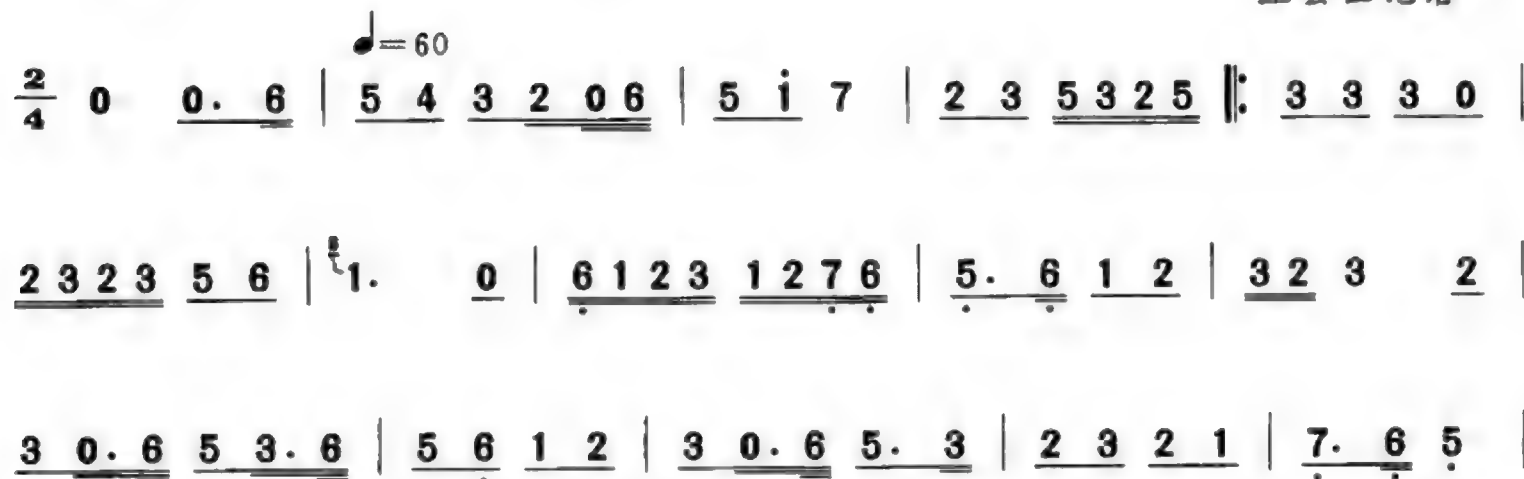 ♩=60
2/4 0 0. 6 | 5 4 3 2 0 6 | 5 i 7 | 2 3 5 3 2 5 ‖: 3 3 3 0 |
2 3 2 3 5 6 | 1. 0 | 6 1 2 3 1 2 7 6 | 5. 6 1 2 | 3 2 3 2 |
3 0. 6 5 3. 6 | 5 6 1 2 | 3 0. 6 5. 3 | 2 3 2 1 | 7. 6 5 |